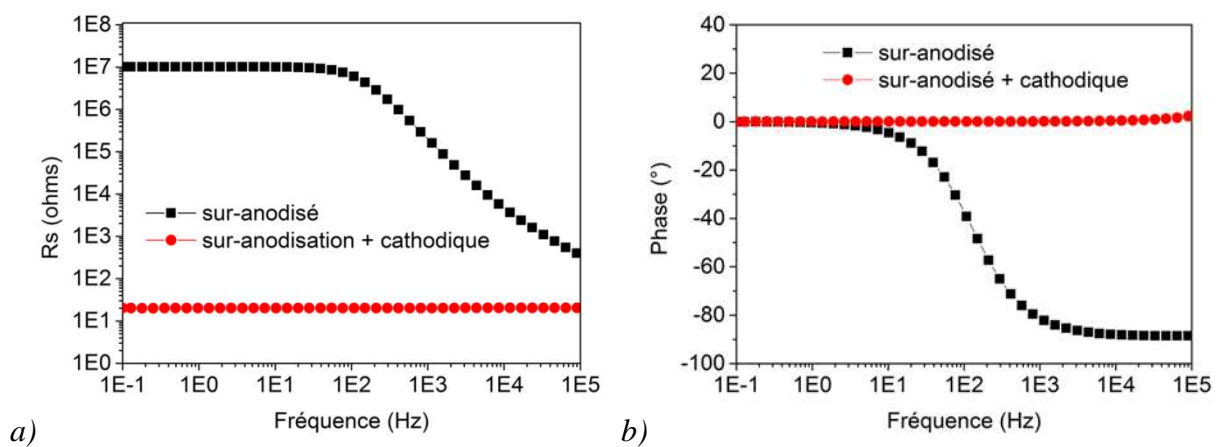 1E8
1E7
1E6
1E5
1E4
1E3
1E2
1E1
1E0
Rs (ohms)
sur-anodisé
sur-anodisation + cathodique
1E-1 1E0 1E1 1E2 1E3 1E4 1E5
Fréquence (Hz)
a)
40
20
0
-20
-40
-60
-80
-100
Phase (°)
sur-anodisé
sur-anodisé + cathodique
1E-1 1E0 1E1 1E2 1E3 1E4 1E5
Fréquence (Hz)
b)